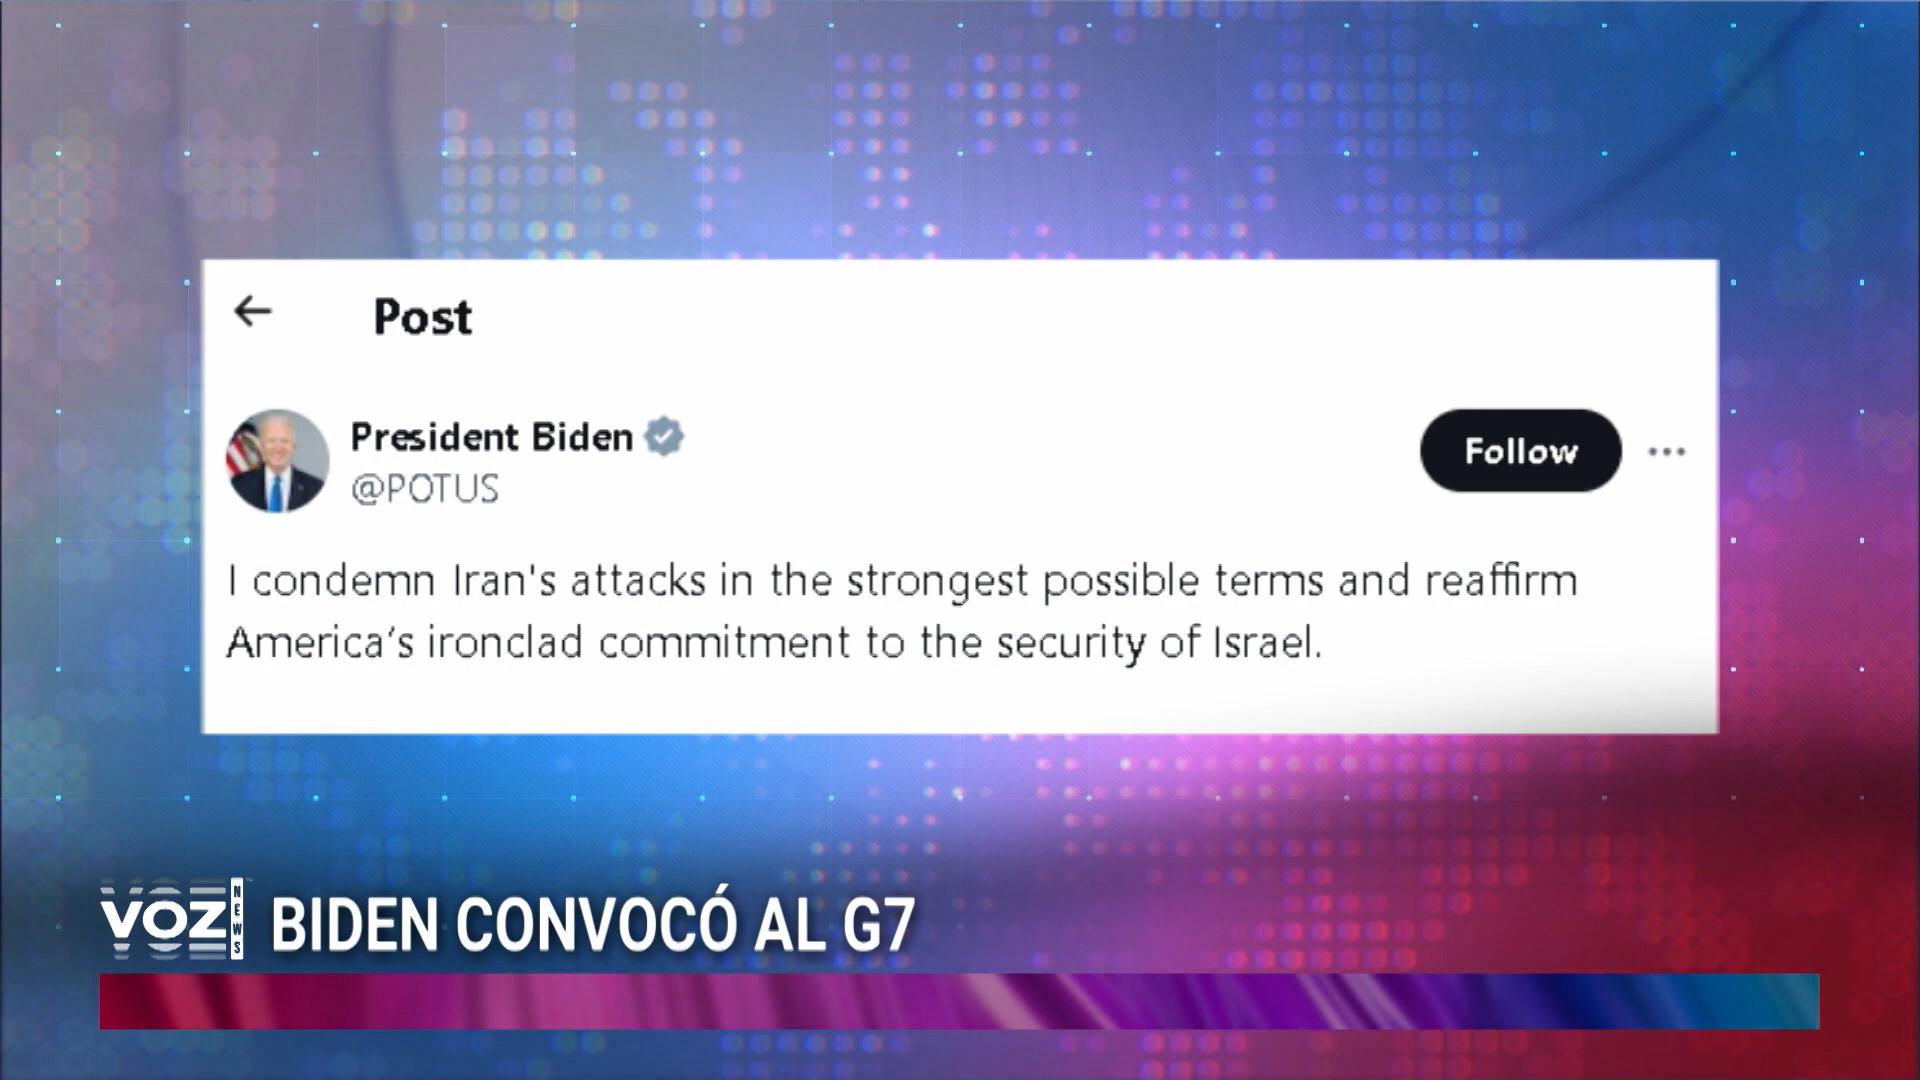 Post
President Biden
@POTUS
Follow
I condemn Iran's attacks in the strongest possible terms and reaffirm
America's ironclad commitment to the security of Israel.
VOZ NEWS
BIDEN CONVOCÓ AL G7